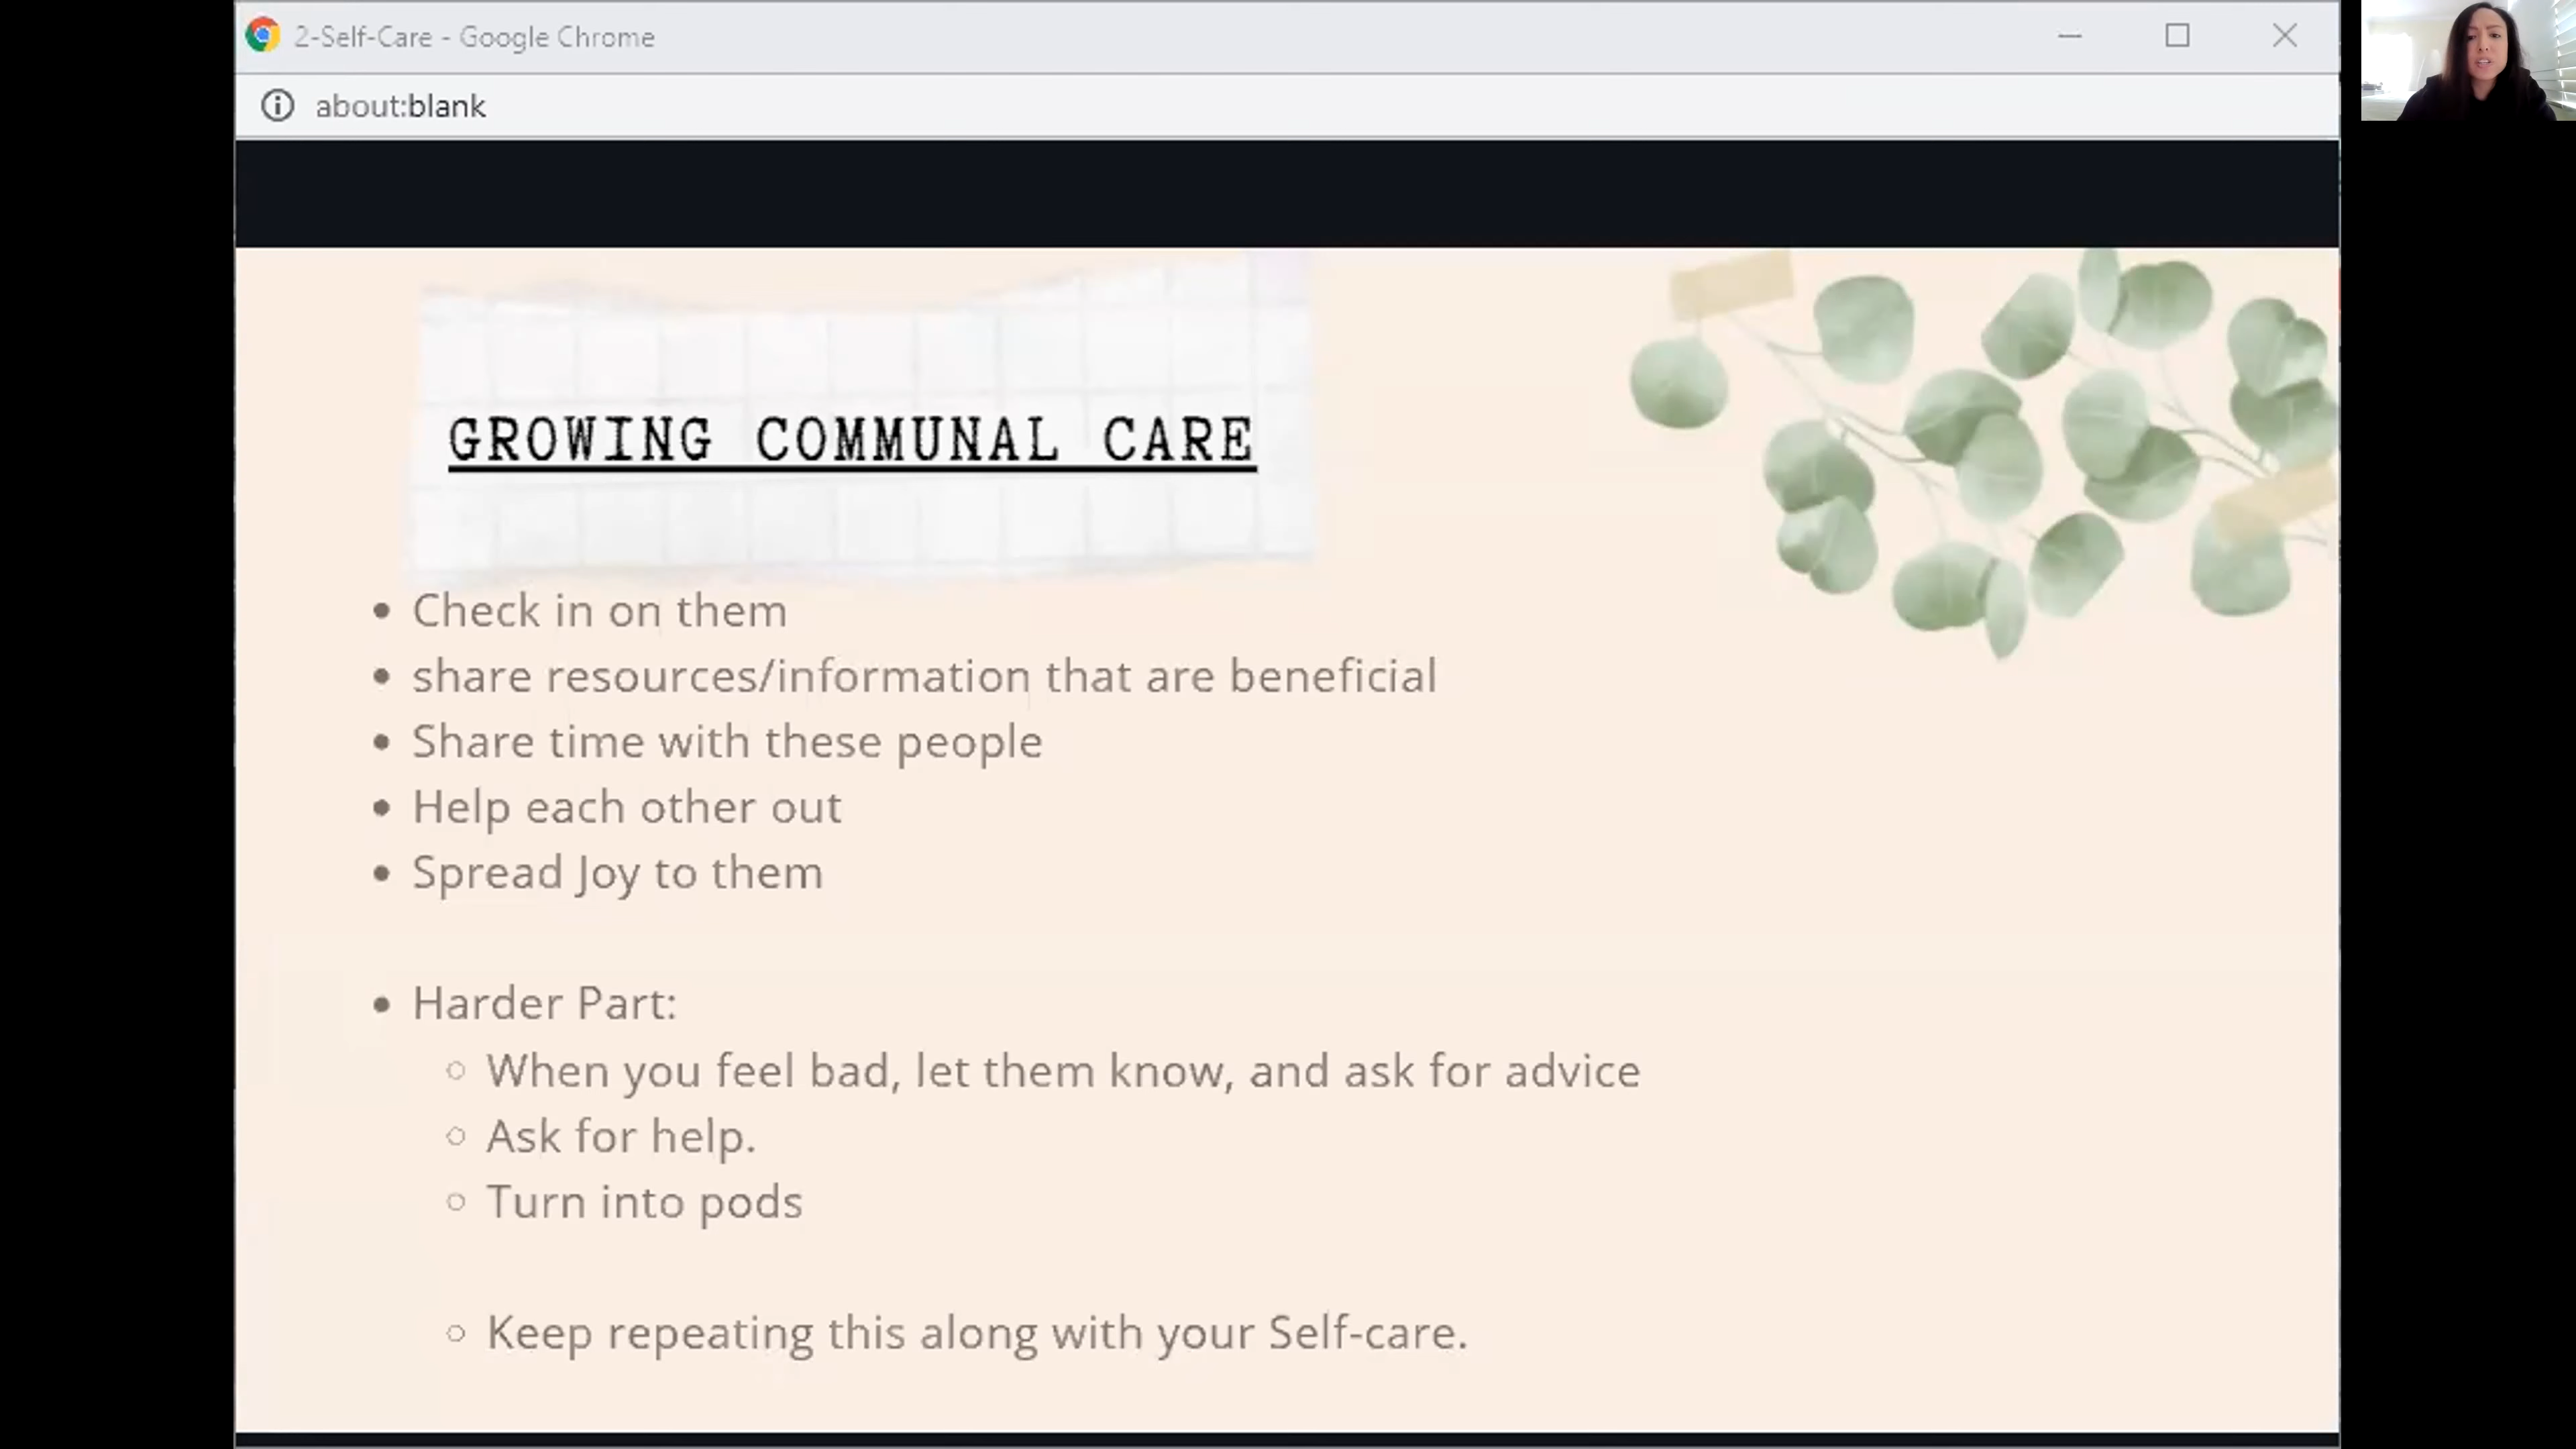 2-Self-Care - Google Chrome
about:blank
GROWING COMMUNAL CARE
• Check in on them
• share resources/information that are beneficial
• Share time with these people
• Help each other out
• Spread Joy to them
• Harder Part:
○ When you feel bad, let them know, and ask for advice
○ Ask for help.
○ Turn into pods
○ Keep repeating this along with your Self-care.